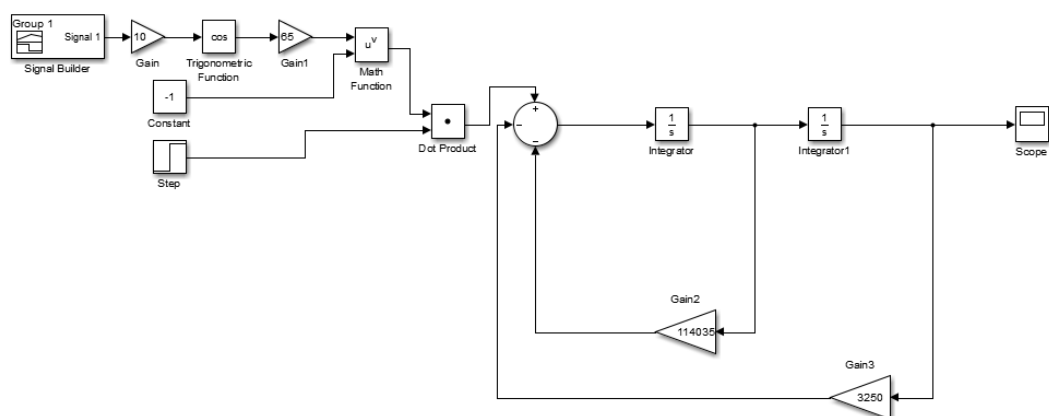 Group 1
Signal 1
Signal Builder
10
Gain
cos
Trigonometric
Function
65
Gain1
u^v
Math
Function
-1
Constant
Step
Dot Product
+
−
−
1
s
Integrator
1
s
Integrator1
Scope
Gain2
114035
Gain3
3250